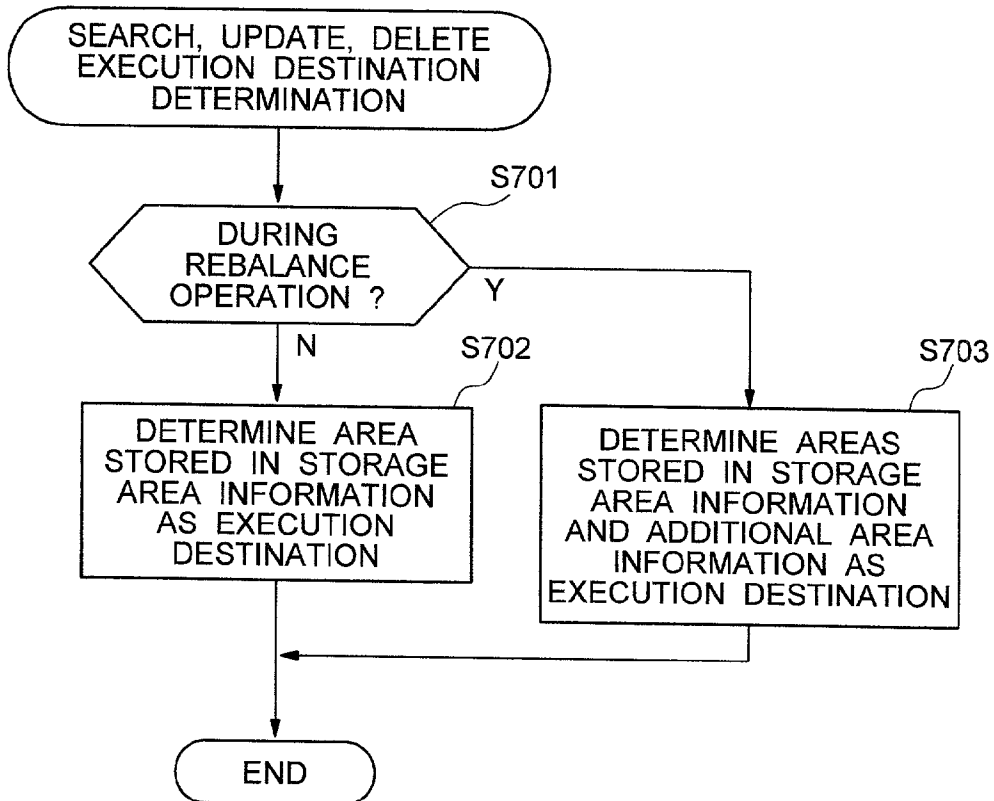 SEARCH, UPDATE, DELETE
EXECUTION DESTINATION
DETERMINATION
S701
DURING
REBALANCE
OPERATION ?
Y
N
S702
DETERMINE AREA
STORED IN STORAGE
AREA INFORMATION
AS EXECUTION
DESTINATION
S703
DETERMINE AREAS
STORED IN STORAGE
AREA INFORMATION
AND ADDITIONAL AREA
INFORMATION AS
EXECUTION DESTINATION
END